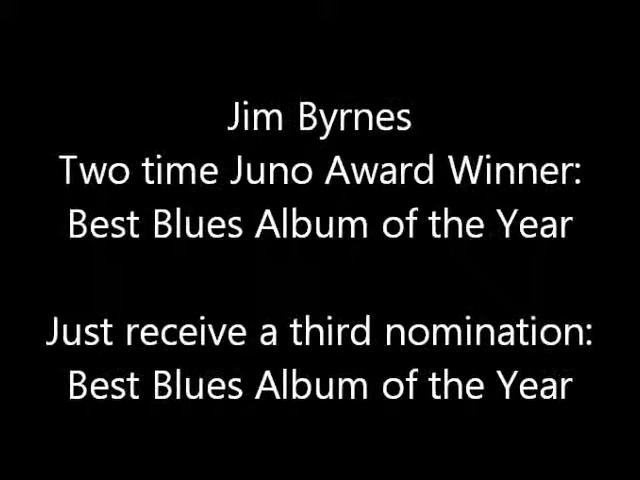 Jim Byrnes
Two time Juno Award Winner:
Best Blues Album of the Year
Just receive a third nomination:
Best Blues Album of the Year